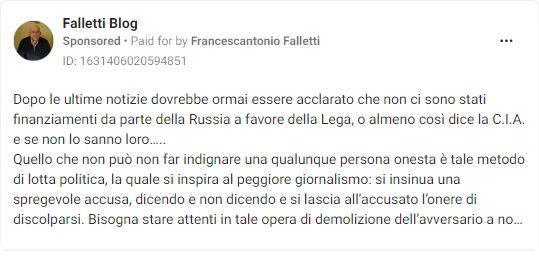 Falletti Blog
Sponsored • Paid for by Francescantonio Falletti
ID: 1631406020594851
Dopo le ultime notizie dovrebbe ormai essere acclarato che non ci sono stati
finanziamenti da parte della Russia a favore della Lega, o almeno così dice la C.I.A.
e se non lo sanno loro…..
Quello che non può non far indignare una qualunque persona onesta è tale metodo
di lotta politica, la quale si inspira al peggiore giornalismo: si insinua una
spregevole accusa, dicendo e non dicendo e si lascia all’accusato l’onere di
discolparsi. Bisogna stare attenti in tale opera di demolizione dell’avversario a no…